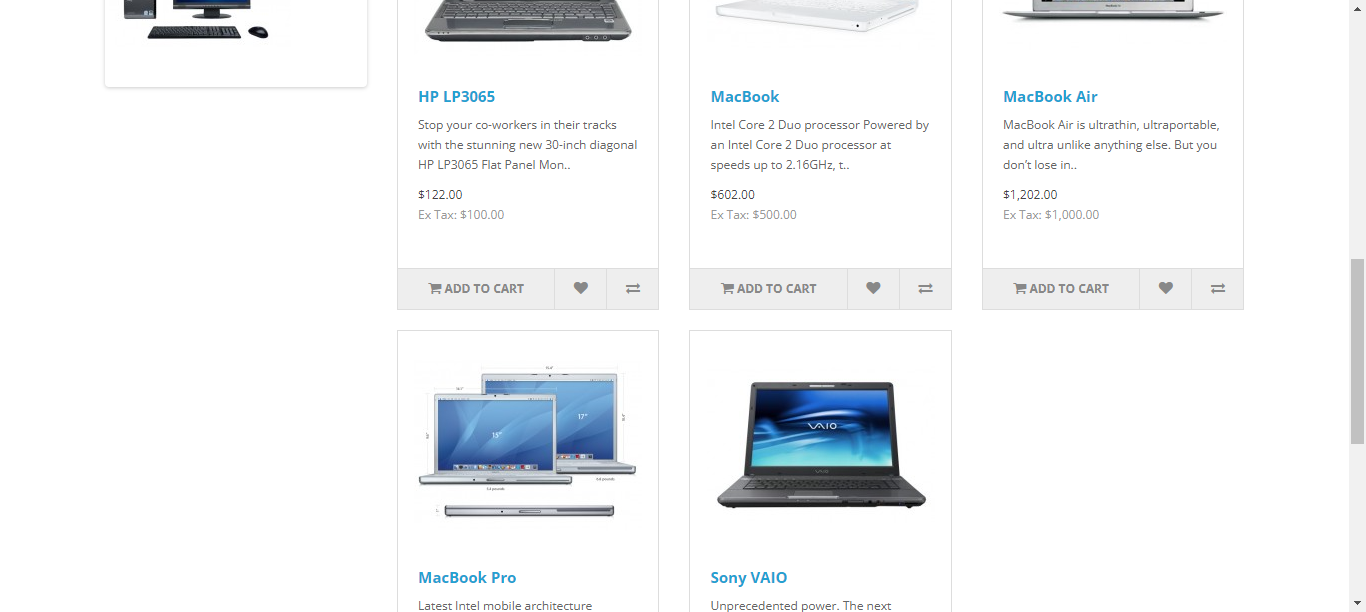 HP LP3065
Stop your co-workers in their tracks
with the stunning new 30-inch diagonal
HP LP3065 Flat Panel Mon..
$122.00
Ex Tax: $100.00
ADD TO CART
MacBook
Intel Core 2 Duo processor Powered by
an Intel Core 2 Duo processor at
speeds up to 2.16GHz, t..
$602.00
Ex Tax: $500.00
ADD TO CART
MacBook Air
MacBook Air is ultrathin, ultraportable,
and ultra unlike anything else. But you
don’t lose in..
$1,202.00
Ex Tax: $1,000.00
ADD TO CART
15"
17"
MacBook Pro
Latest Intel mobile architecture
VAIO
VAIO
Sony VAIO
Unprecedented power. The next